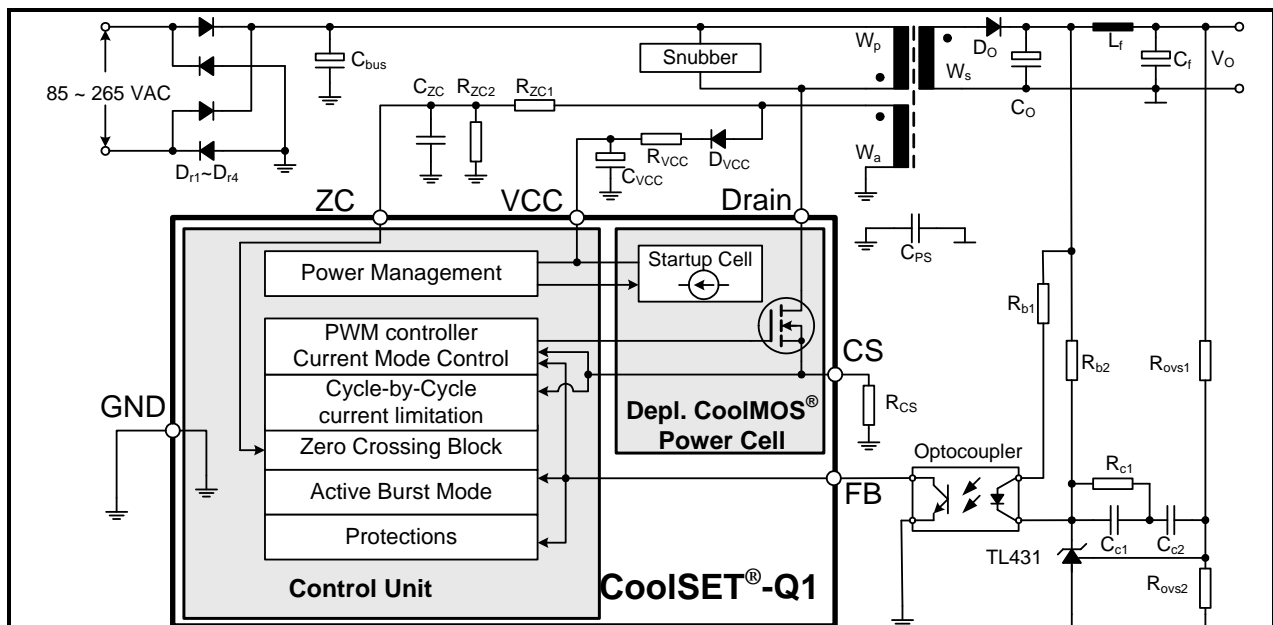 85 ~ 265 VAC
Dr1~Dr4
Cbus
Snubber
Wp
Ws
Wa
DO
CO
Lf
Cf
VO
CZC
RZC2
RZC1
RVCC
DVCC
CVCC
ZC
VCC
Drain
CPS
Power Management
Startup Cell
PWM controller
Current Mode Control
Cycle-by-Cycle
current limitation
Zero Crossing Block
Active Burst Mode
Protections
Control Unit
Depl. CoolMOS®
Power Cell
CoolSET®-Q1
GND
CS
RCS
FB
Optocoupler
Rb1
Rb2
Rovs1
Rc1
Cc1
Cc2
TL431
Rovs2